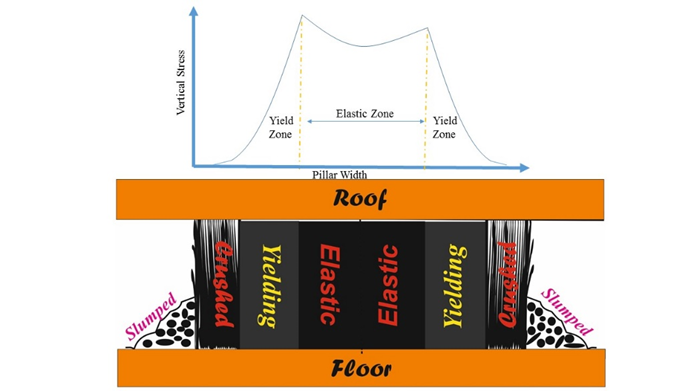 Vertical Stress
Yield
Zone
Elastic Zone
Yield
Zone
Pillar Width
Roof
Slumped
Crushed
Yielding
Elastic
Elastic
Yielding
Crushed
Slumped
Floor